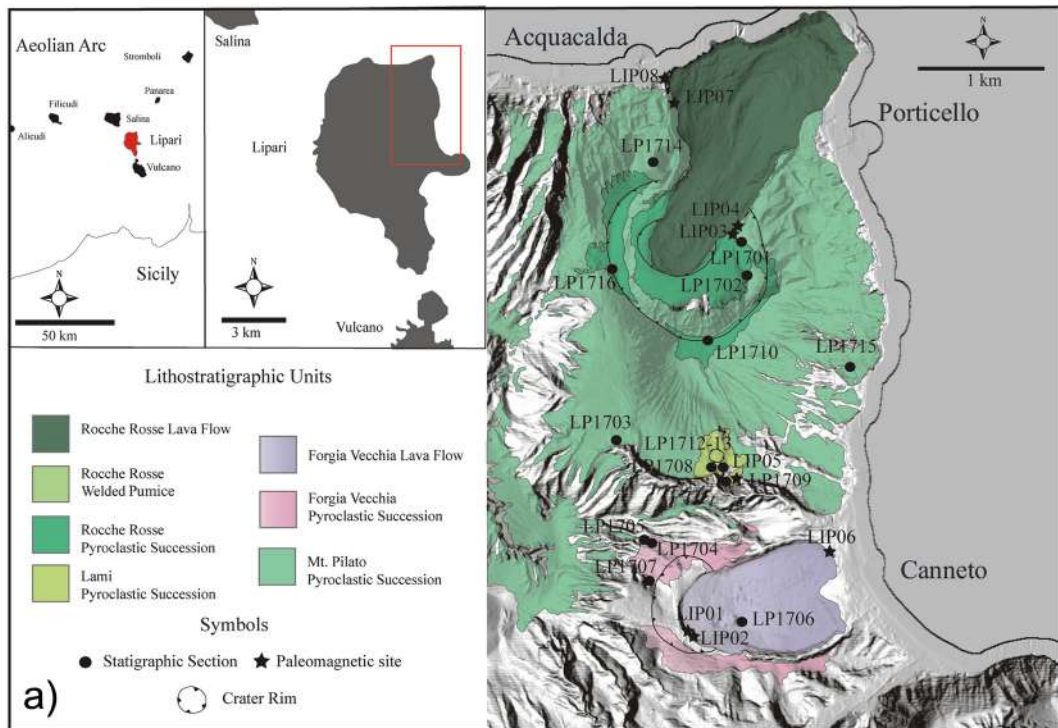 Aeolian Arc
N
Stromboli
Panarea
Filicudi
Salina
Alicudi
Lipari
Vulcano
Sicily
N
50 km
Salina
Lipari
N
3 km
Vulcano
Acquacalda
N
1 km
LIP08
LIP07
Porticello
LP1714
LIP04
LIP03
LP1701
LP1702
LP1716
LP1710
LP1715
LP1703
LP1712-13
LP1708
LIP05
LP1709
LP1705
LP1704
LIP06
LP1707
Canneto
LIP01
LP1706
LIP02
Lithostratigraphic Units
Rocche Rosse Lava Flow
Rocche Rosse
Welded Pumice
Rocche Rosse
Pyroclastic Succession
Lami
Pyroclastic Succession
Forgia Vecchia Lava Flow
Forgia Vecchia
Pyroclastic Succession
Mt. Pilato
Pyroclastic Succession
Symbols
Statigraphic Section
Paleomagnetic site
Crater Rim
a)